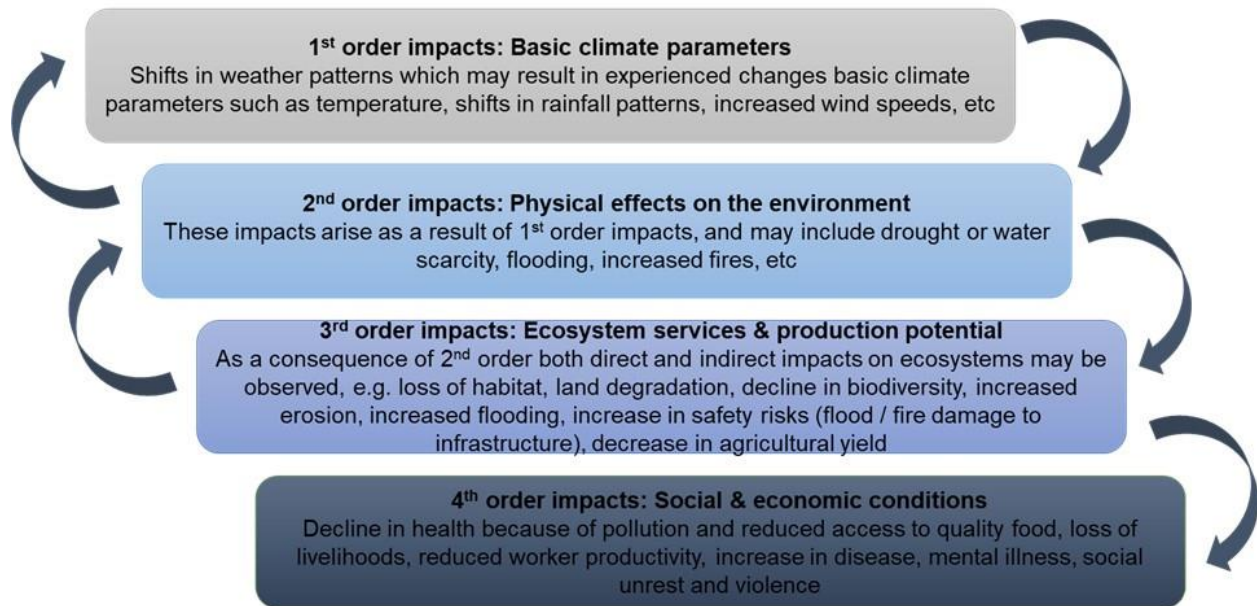 1st order impacts: Basic climate parameters
Shifts in weather patterns which may result in experienced changes basic climate
parameters such as temperature, shifts in rainfall patterns, increased wind speeds, etc
2nd order impacts: Physical effects on the environment
These impacts arise as a result of 1st order impacts, and may include drought or water
scarcity, flooding, increased fires, etc
3rd order impacts: Ecosystem services & production potential
As a consequence of 2nd order both direct and indirect impacts on ecosystems may be
observed, e.g. loss of habitat, land degradation, decline in biodiversity, increased
erosion, increased flooding, increase in safety risks (flood / fire damage to
infrastructure), decrease in agricultural yield
4th order impacts: Social & economic conditions
Decline in health because of pollution and reduced access to quality food, loss of
livelihoods, reduced worker productivity, increase in disease, mental illness, social
unrest and violence